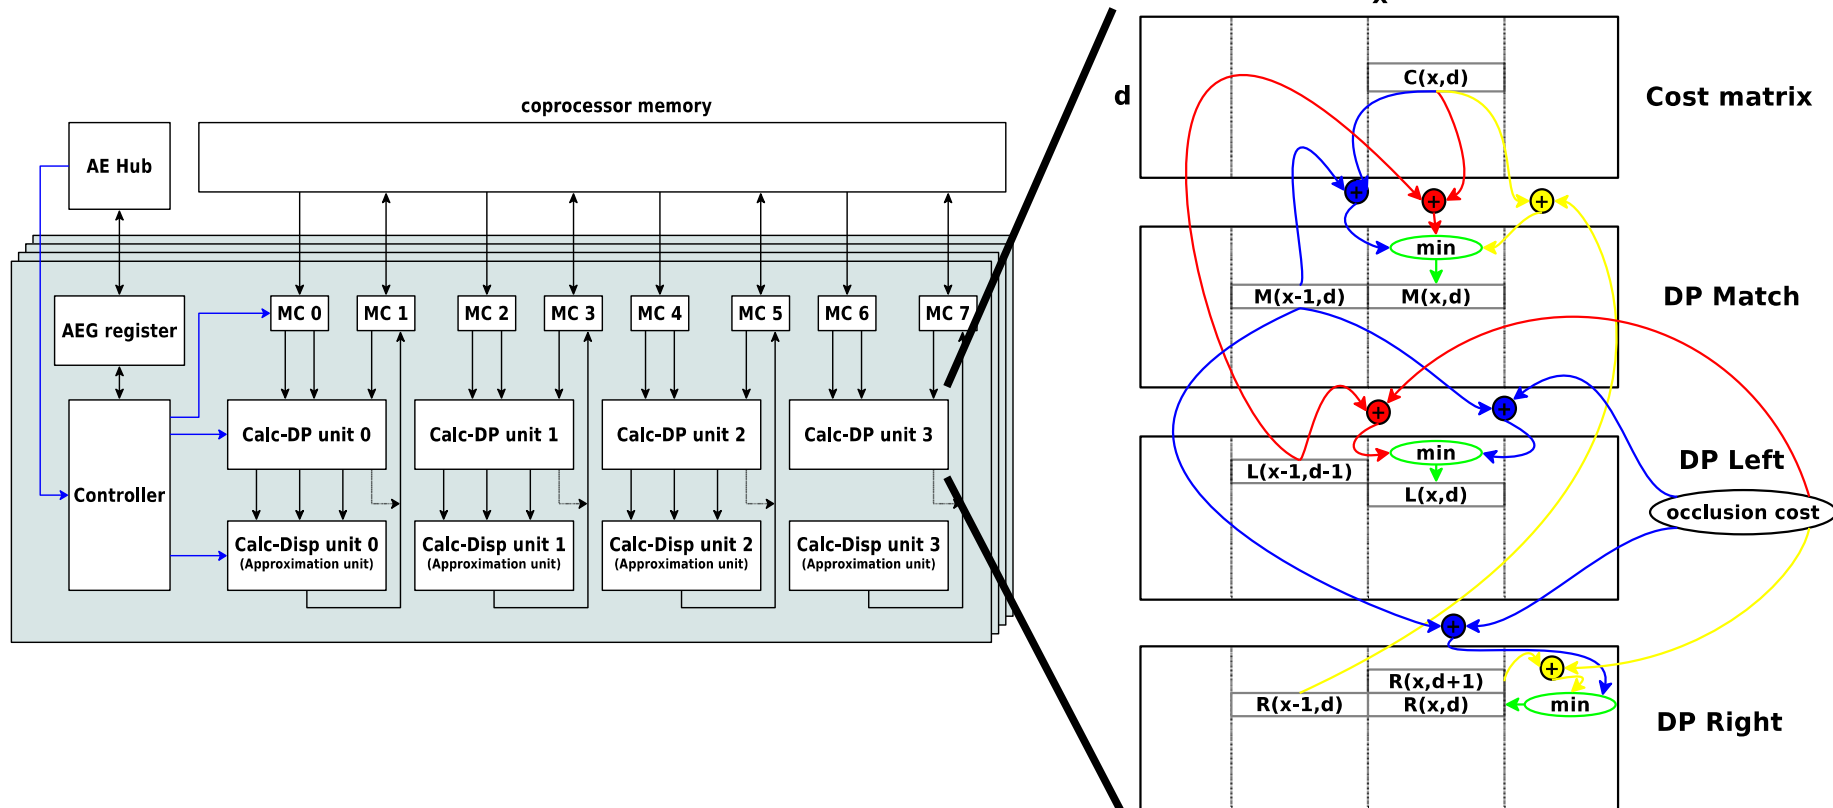 coprocessor memory
AE Hub
AEG register
MC 0
MC 1
MC 2
MC 3
MC 4
MC 5
MC 6
MC 7
Controller
Calc-DP unit 0
Calc-DP unit 1
Calc-DP unit 2
Calc-DP unit 3
Calc-Disp unit 0
(Approximation unit)
Calc-Disp unit 1
(Approximation unit)
Calc-Disp unit 2
(Approximation unit)
Calc-Disp unit 3
(Approximation unit)
x
d
C(x,d)
Cost matrix
+
+
+
min
M(x-1,d)
M(x,d)
DP Match
+
+
min
L(x-1,d-1)
L(x,d)
DP Left
occlusion cost
+
R(x,d+1)
+
R(x-1,d)
R(x,d)
min
DP Right